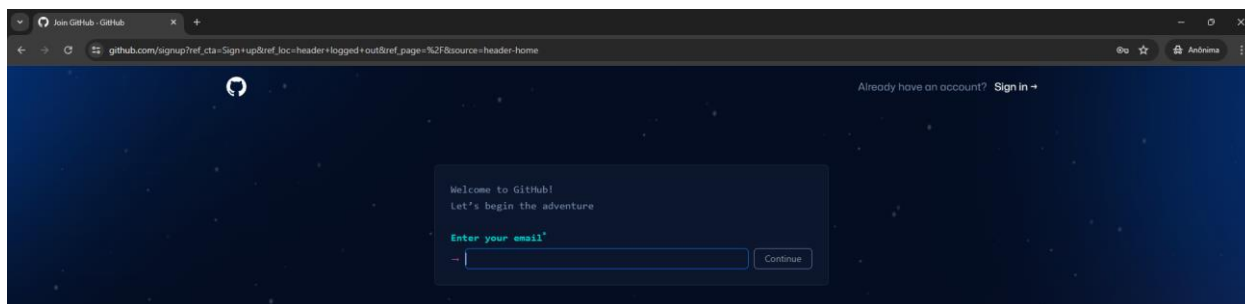 Join GitHub · GitHub
github.com/signup?ref_cta=Sign+up&ref_loc=header+logged+out&ref_page=%2F&source=header-home
Anônima
Already have an account? Sign in →
Welcome to GitHub!
Let's begin the adventure
Enter your email*
→
Continue